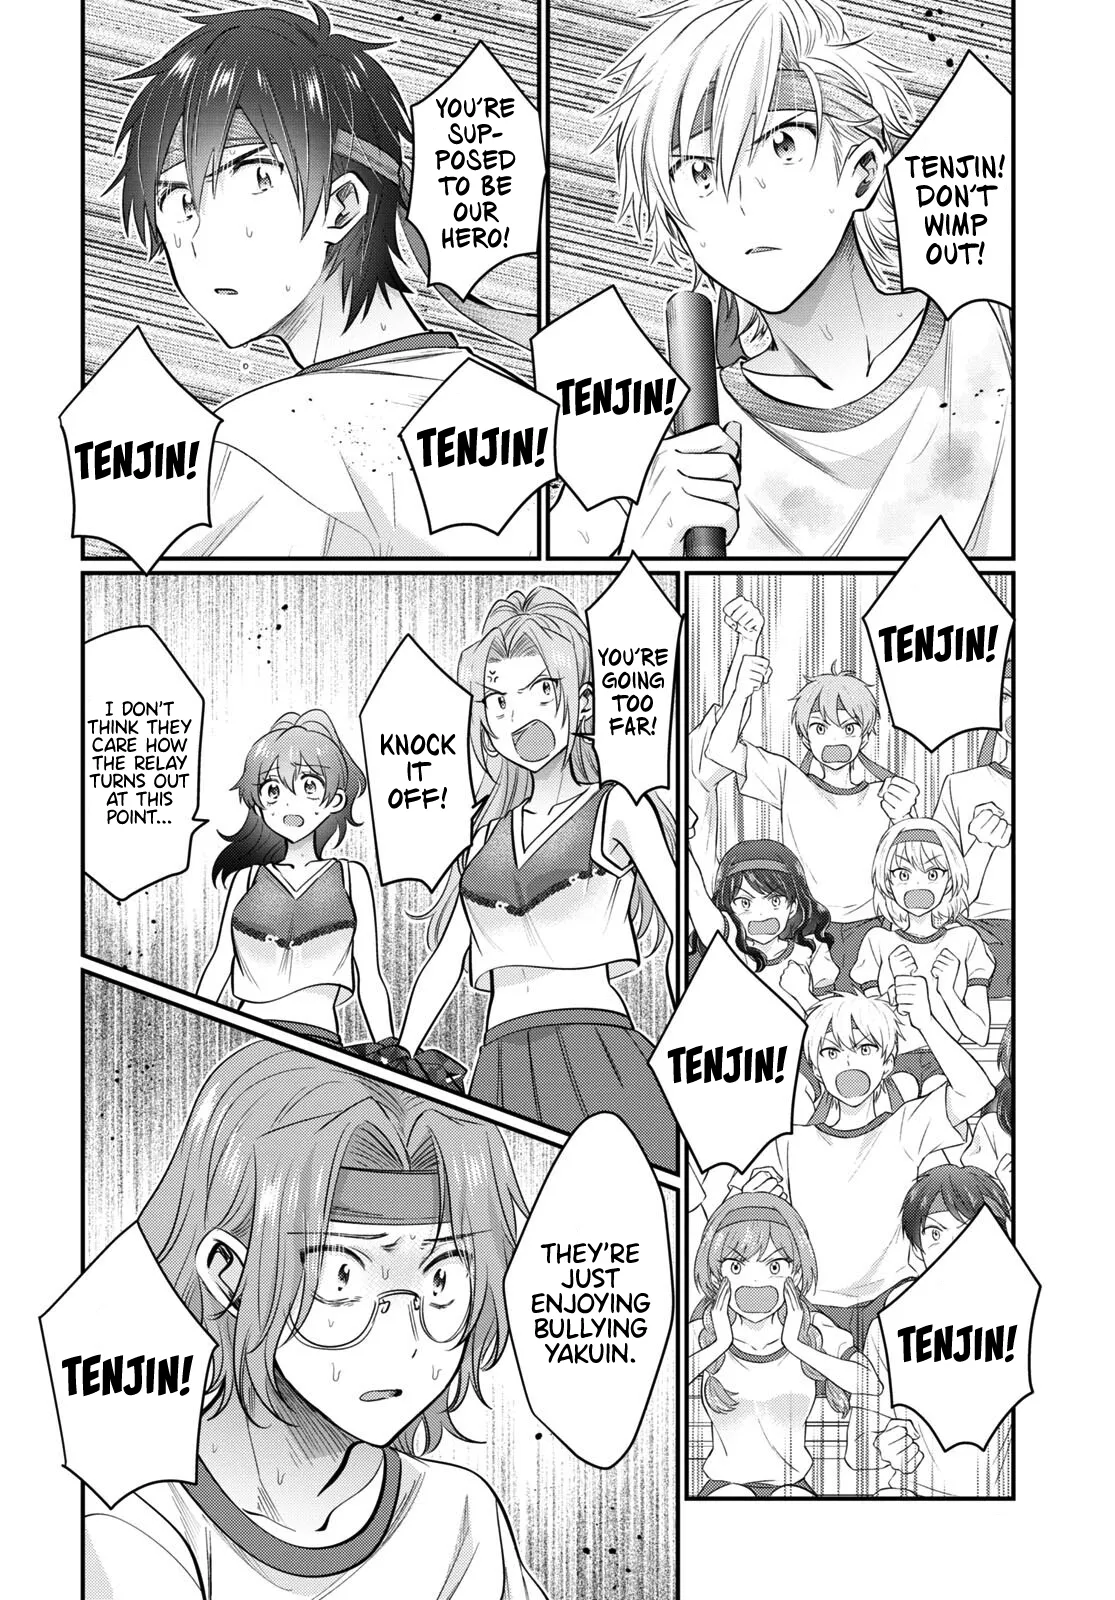 TENJIN!
DON'T
WIMP
OUT!
YOU'RE
SUP-
POSED
TO BE
OUR
HERO!
TENJIN!
TENJIN!
TENJIN!
TENJIN!
YOU'RE
GOING
TOO
FAR!
KNOCK
IT
OFF!
I DON'T
THINK THEY
CARE HOW
THE RELAY
TURNS OUT
AT THIS
POINT...
TENJIN!
TENJIN!
THEY'RE
JUST
ENJOYING
BULLYING
YAKUIN.
TENJIN!